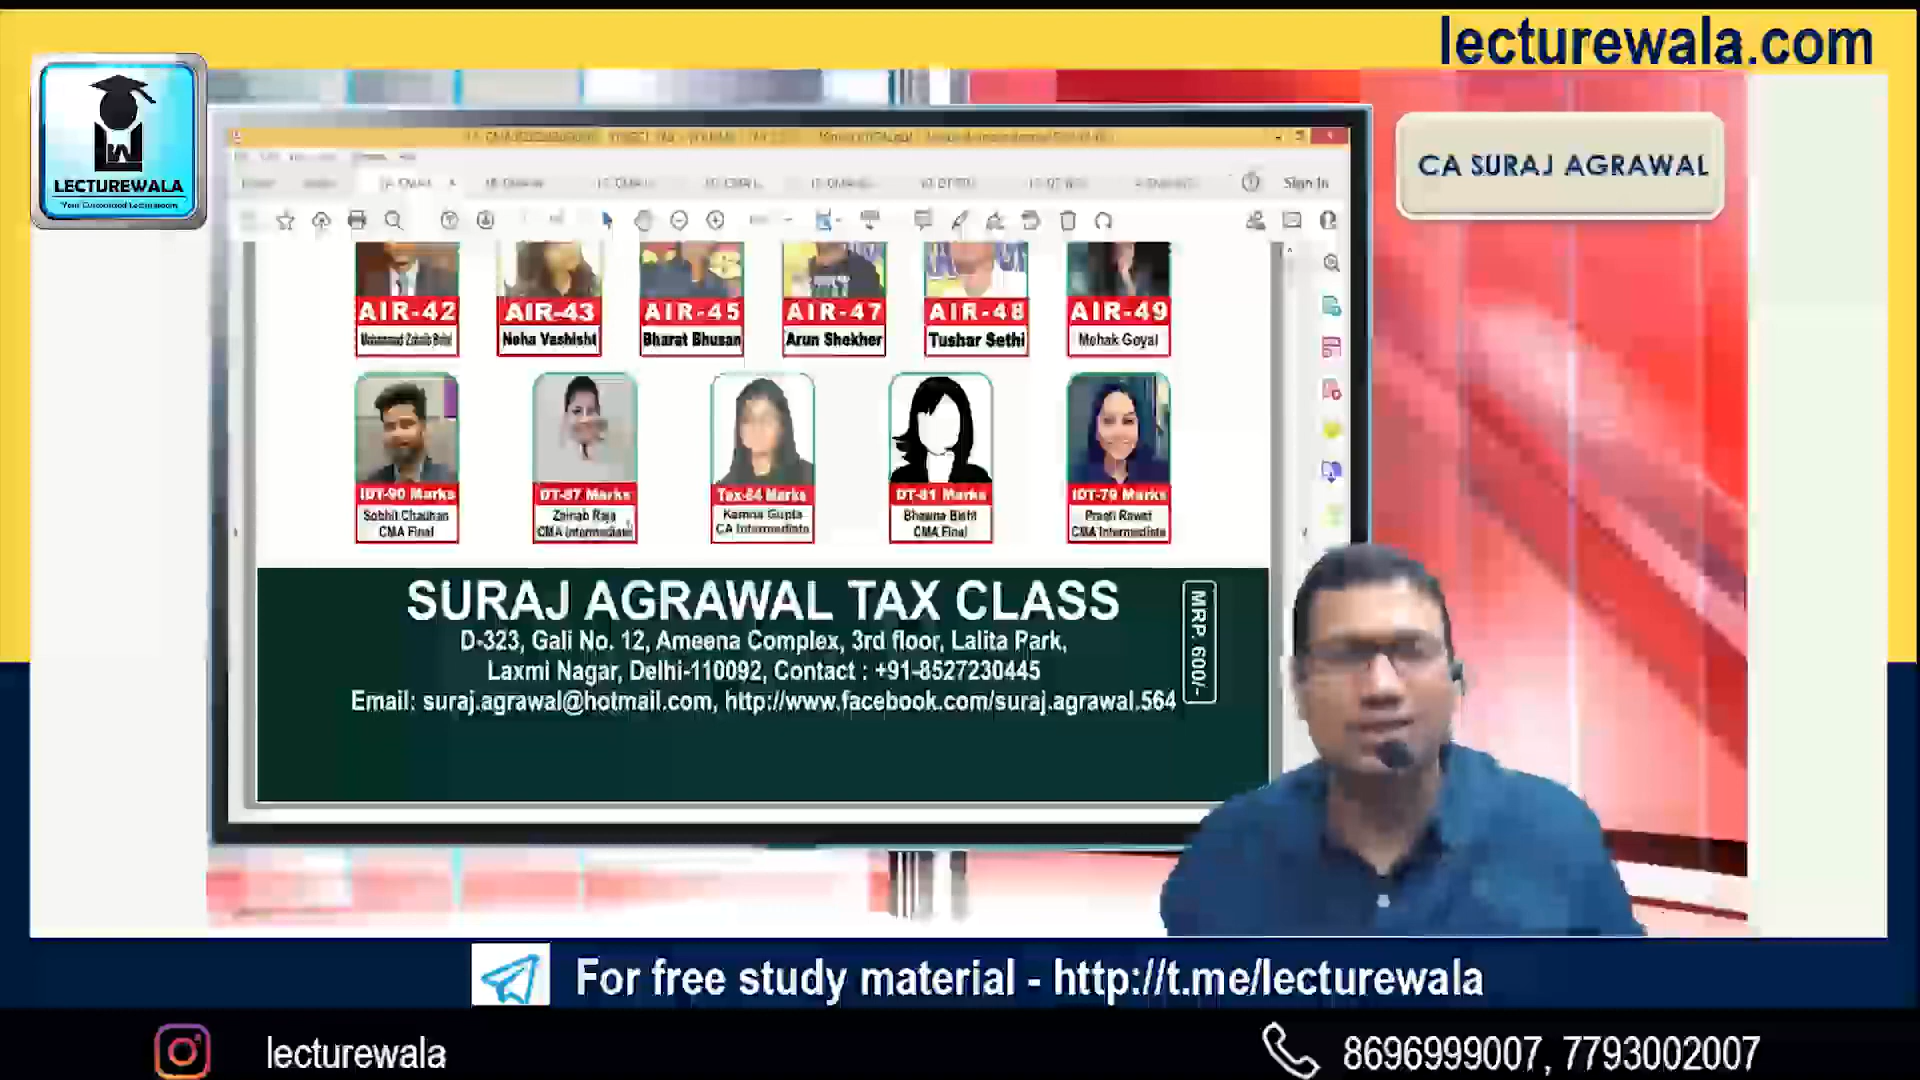 lecturewala.com
LECTUREWALA
CA SURAJ AGRAWAL
Sign In
AIR-42
AIR-43
AIR-45
AIR-47
AIR-48
AIR-49
Neha Vashisht
Bharat Bhusan
Arun Shekher
Tushar Sethi
Mehak Goyal
IDT-90 Marks
Sobhit Chauhan
CMA Final
DT-87 Marks
Zainab Raja
CMA Intermediate
Tax-84 Marks
Kamna Gupta
CA Intermediate
DT-81 Marks
Bhawna Bisht
CMA Final
IDT-79 Marks
Preeti Rawat
CMA Intermediate
SURAJ AGRAWAL TAX CLASS
D-323, Gali No. 12, Ameena Complex, 3rd floor, Lalita Park,
Laxmi Nagar, Delhi-110092, Contact : +91-8527230445
Email: suraj.agrawal@hotmail.com, http://www.facebook.com/suraj.agrawal.564
MRP. 600/-
For free study material - http://t.me/lecturewala
lecturewala
8696999007, 7793002007